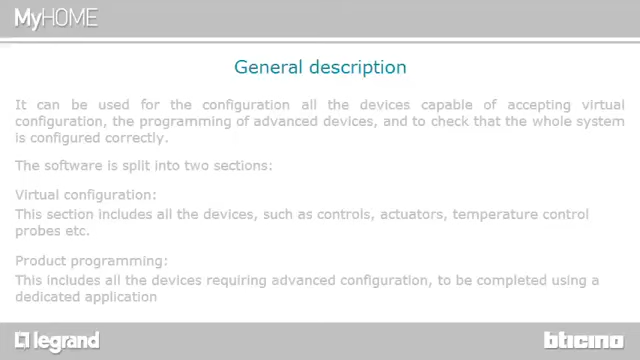 MyHOME
General description
It can be used for the configuration all the devices capable of accepting virtual
configuration, the programming of advanced devices, and to check that the whole system
is configured correctly.
The software is split into two sections:
Virtual configuration:
This section includes all the devices, such as controls, actuators, temperature control
probes etc.
Product programming:
This includes all the devices requiring advanced configuration, to be completed using a
dedicated application
legrand
bticino